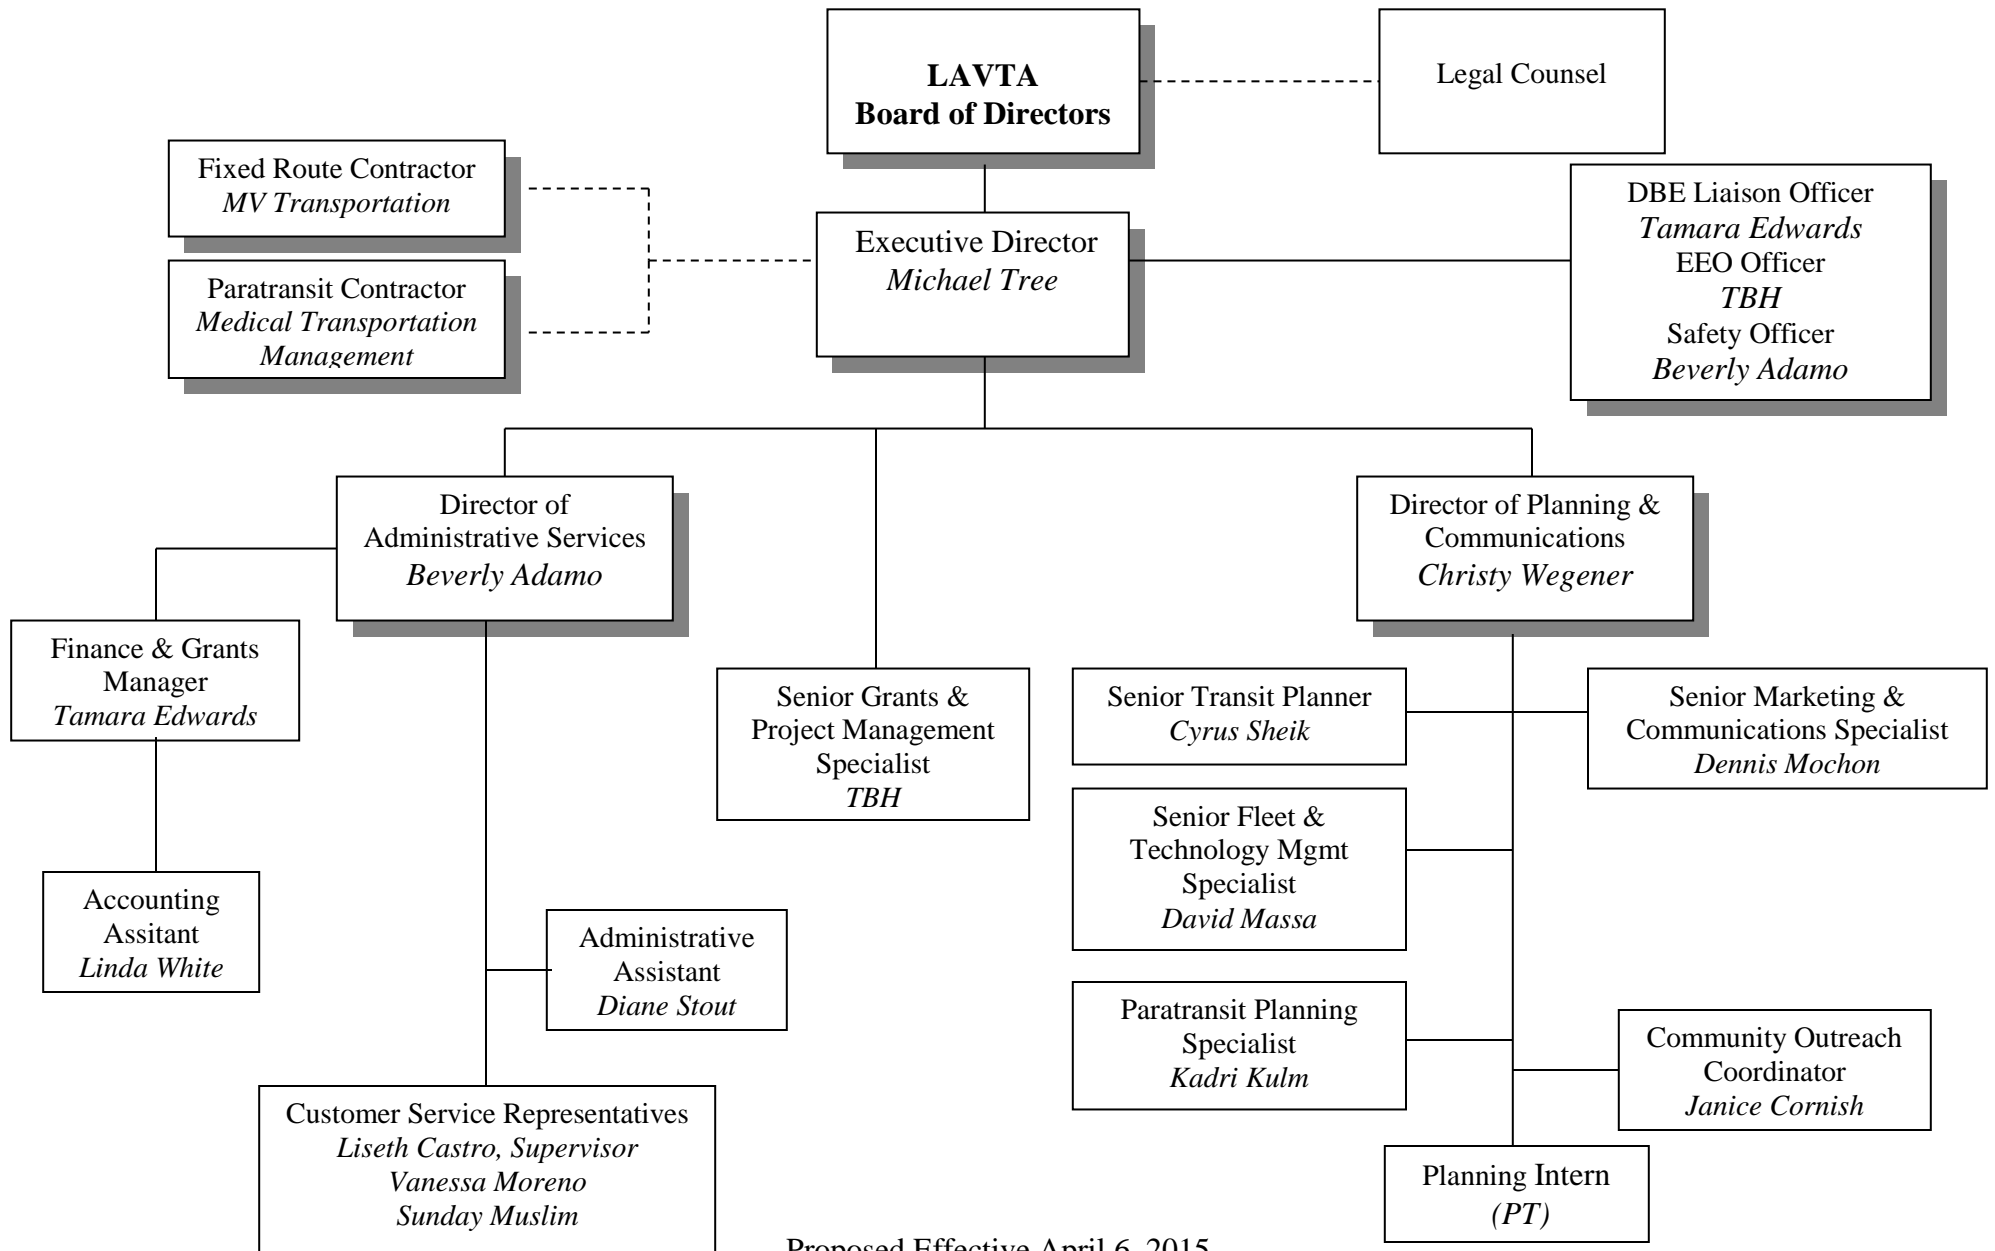 LAVTA
Board of Directors
Legal Counsel
Fixed Route Contractor
MV Transportation
Paratransit Contractor
Medical Transportation
Management
Executive Director
Michael Tree
DBE Liaison Officer
Tamara Edwards
EEO Officer
TBH
Safety Officer
Beverly Adamo
Director of
Administrative Services
Beverly Adamo
Director of Planning &
Communications
Christy Wegener
Finance & Grants
Manager
Tamara Edwards
Senior Grants &
Project Management
Specialist
TBH
Senior Transit Planner
Cyrus Sheik
Senior Marketing &
Communications Specialist
Dennis Mochon
Senior Fleet &
Technology Mgmt
Specialist
David Massa
Accounting
Assitant
Linda White
Administrative
Assistant
Diane Stout
Paratransit Planning
Specialist
Kadri Kulm
Community Outreach
Coordinator
Janice Cornish
Customer Service Representatives
Liseth Castro, Supervisor
Vanessa Moreno
Sunday Muslim
Planning Intern
(PT)
Proposed Effective April 6, 2015